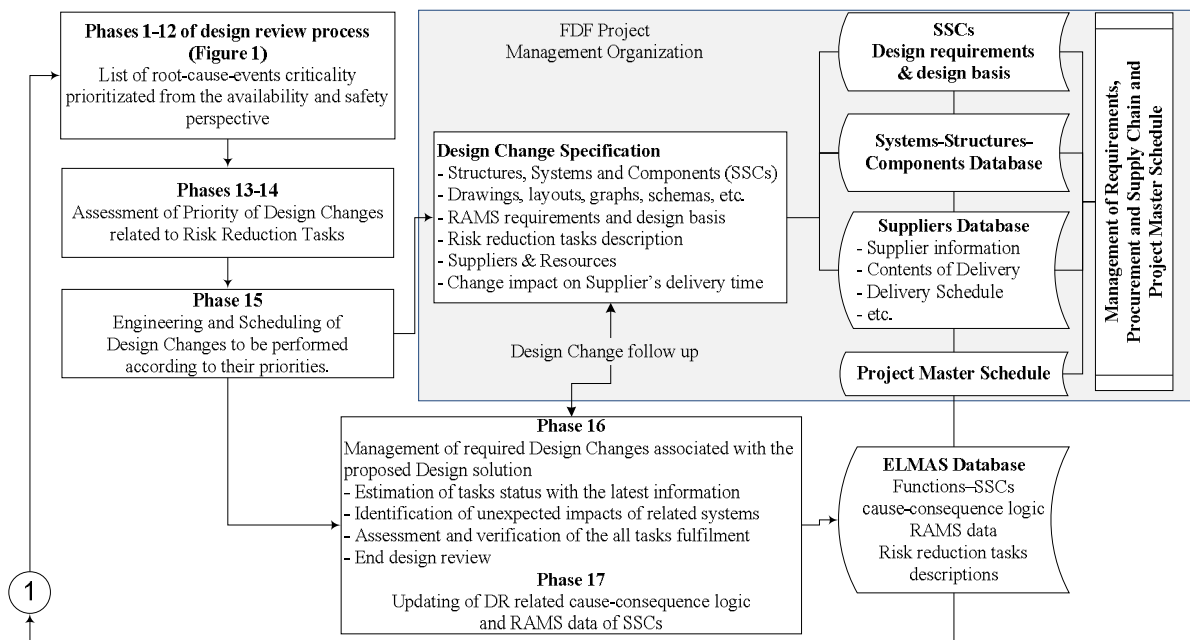 Phases 1-12 of design review process
(Figure 1)
List of root-cause-events criticality
prioritizated from the availability and safety
perspective
Phases 13-14
Assessment of Priority of Design Changes
related to Risk Reduction Tasks
Phase 15
Engineering and Scheduling of
Design Changes to be performed
according to their priorities.
FDF Project
Management Organization
Design Change Specification
- Structures, Systems and Components (SSCs)
- Drawings, layouts, graphs, schemas, etc.
- RAMS requirements and design basis
- Risk reduction tasks description
- Suppliers & Resources
- Change impact on Supplier's delivery time
SSCs
Design requirements
& design basis
Systems-Structures-
Components Database
Suppliers Database
- Supplier information
- Contents of Delivery
- Delivery Schedule
- etc.
Project Master Schedule
Management of Requirements,
Procurement and Supply Chain and
Project Master Schedule
Design Change follow up
Phase 16
Management of required Design Changes associated with the
proposed Design solution
- Estimation of tasks status with the latest information
- Identification of unexpected impacts of related systems
- Assessment and verification of the all tasks fulfilment
- End design review
Phase 17
Updating of DR related cause-consequence logic
and RAMS data of SSCs
ELMAS Database
Functions–SSCs
cause-consequence logic
RAMS data
Risk reduction tasks
descriptions
1